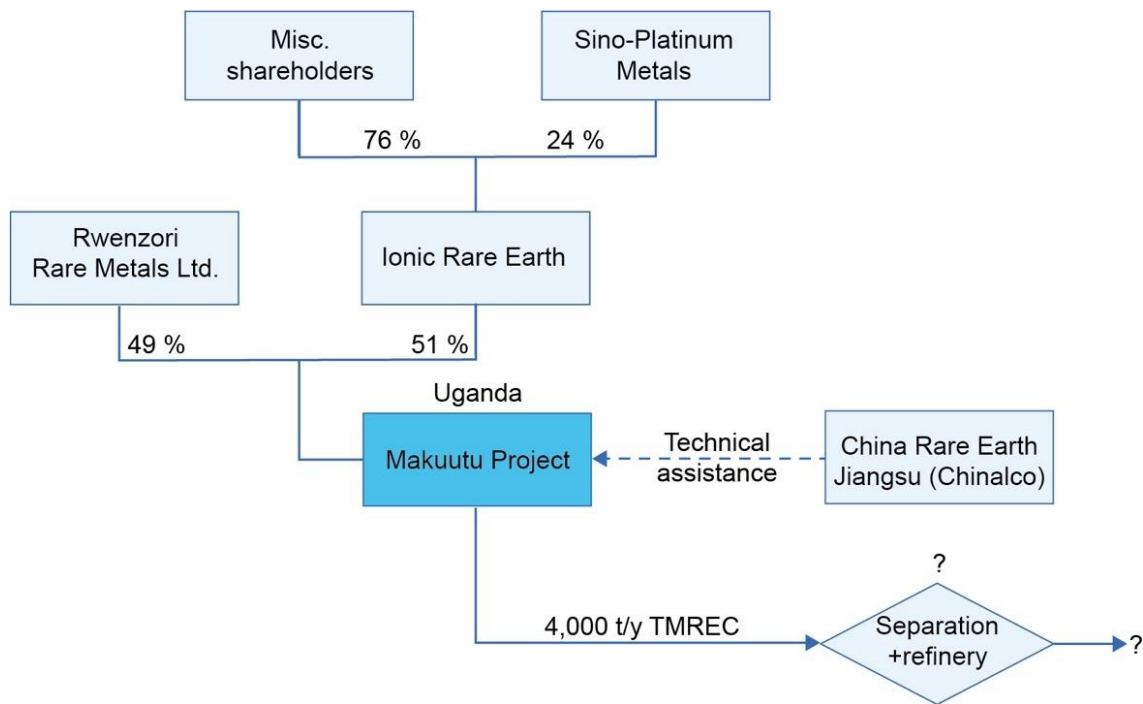 Misc.
shareholders
Sino-Platinum
Metals
76 %
24 %
Rwenzori
Rare Metals Ltd.
Ionic Rare Earth
49 %
51 %
Uganda
Makuutu Project
Technical
assistance
China Rare Earth
Jiangsu (Chinalco)
?
4,000 t/y TMREC
Separation
+refinery
?